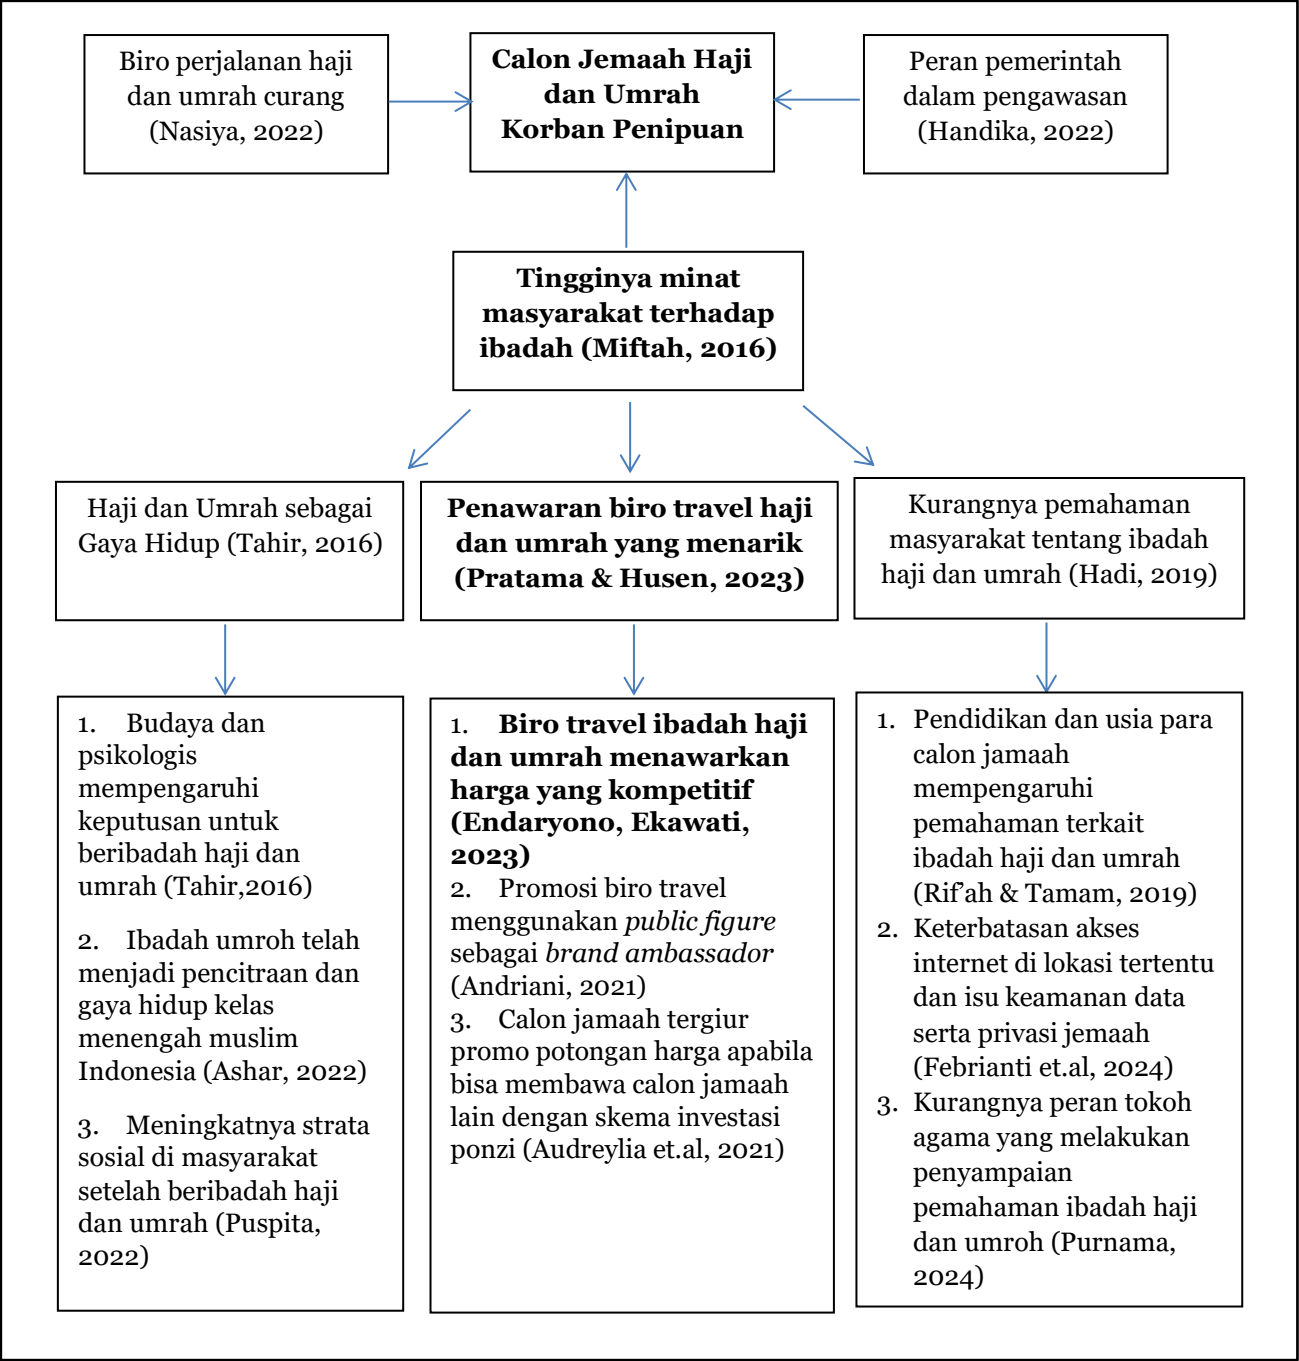 Biro perjalanan haji
dan umrah curang
(Nasiya, 2022)
Calon Jemaah Haji
dan Umrah
Korban Penipuan
Peran pemerintah
dalam pengawasan
(Handika, 2022)
Tingginya minat
masyarakat terhadap
ibadah (Miftah, 2016)
Haji dan Umrah sebagai
Gaya Hidup (Tahir, 2016)
Penawaran biro travel haji
dan umrah yang menarik
(Pratama & Husen, 2023)
Kurangnya pemahaman
masyarakat tentang ibadah
haji dan umrah (Hadi, 2019)
1. Budaya dan
psikologis
mempengaruhi
keputusan untuk
beribadah haji dan
umrah (Tahir,2016)
2. Ibadah umroh telah
menjadi pencitraan dan
gaya hidup kelas
menengah muslim
Indonesia (Ashar, 2022)
3. Meningkatnya strata
sosial di masyarakat
setelah beribadah haji
dan umrah (Puspita,
2022)
1. Biro travel ibadah haji
dan umrah menawarkan
harga yang kompetitif
(Endaryono, Ekawati,
2023)
2. Promosi biro travel
menggunakan public figure
sebagai brand ambassador
(Andriani, 2021)
3. Calon jamaah tergiur
promo potongan harga apabila
bisa membawa calon jamaah
lain dengan skema investasi
ponzi (Audreylia et.al, 2021)
1. Pendidikan dan usia para
calon jamaah
mempengaruhi
pemahaman terkait
ibadah haji dan umrah
(Rif’ah & Tamam, 2019)
2. Keterbatasan akses
internet di lokasi tertentu
dan isu keamanan data
serta privasi jemaah
(Febrianti et.al, 2024)
3. Kurangnya peran tokoh
agama yang melakukan
penyampaian
pemahaman ibadah haji
dan umroh (Purnama,
2024)